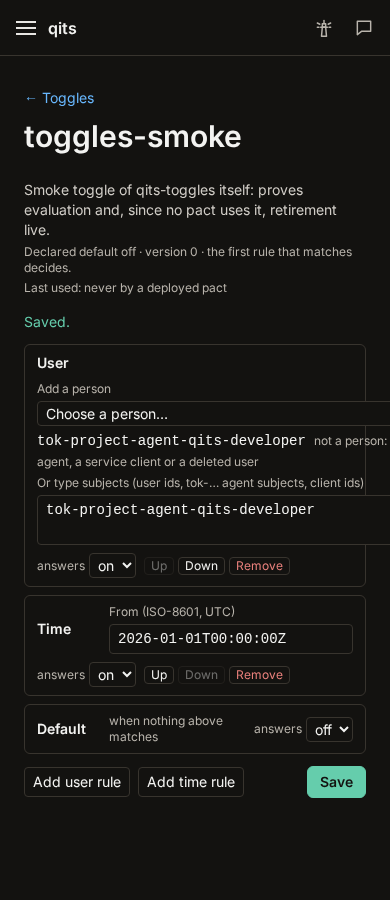 qits
← Toggles
toggles-smoke
Smoke toggle of qits-toggles itself: proves
evaluation and, since no pact uses it, retirement
live.
Declared default off · version 0 · the first rule that matches
decides.
Last used: never by a deployed pact
Saved.
User
Add a person
Choose a person...
tok-project-agent-qits-developer not a person:
agent, a service client or a deleted user
Or type subjects (user ids, tok-… agent subjects, client ids)
tok-project-agent-qits-developer
answers on Up Down Remove
Time
From (ISO-8601, UTC)
2026-01-01T00:00:00Z
answers on Up Down Remove
Default
when nothing above
matches
answers off
Add user rule Add time rule Save